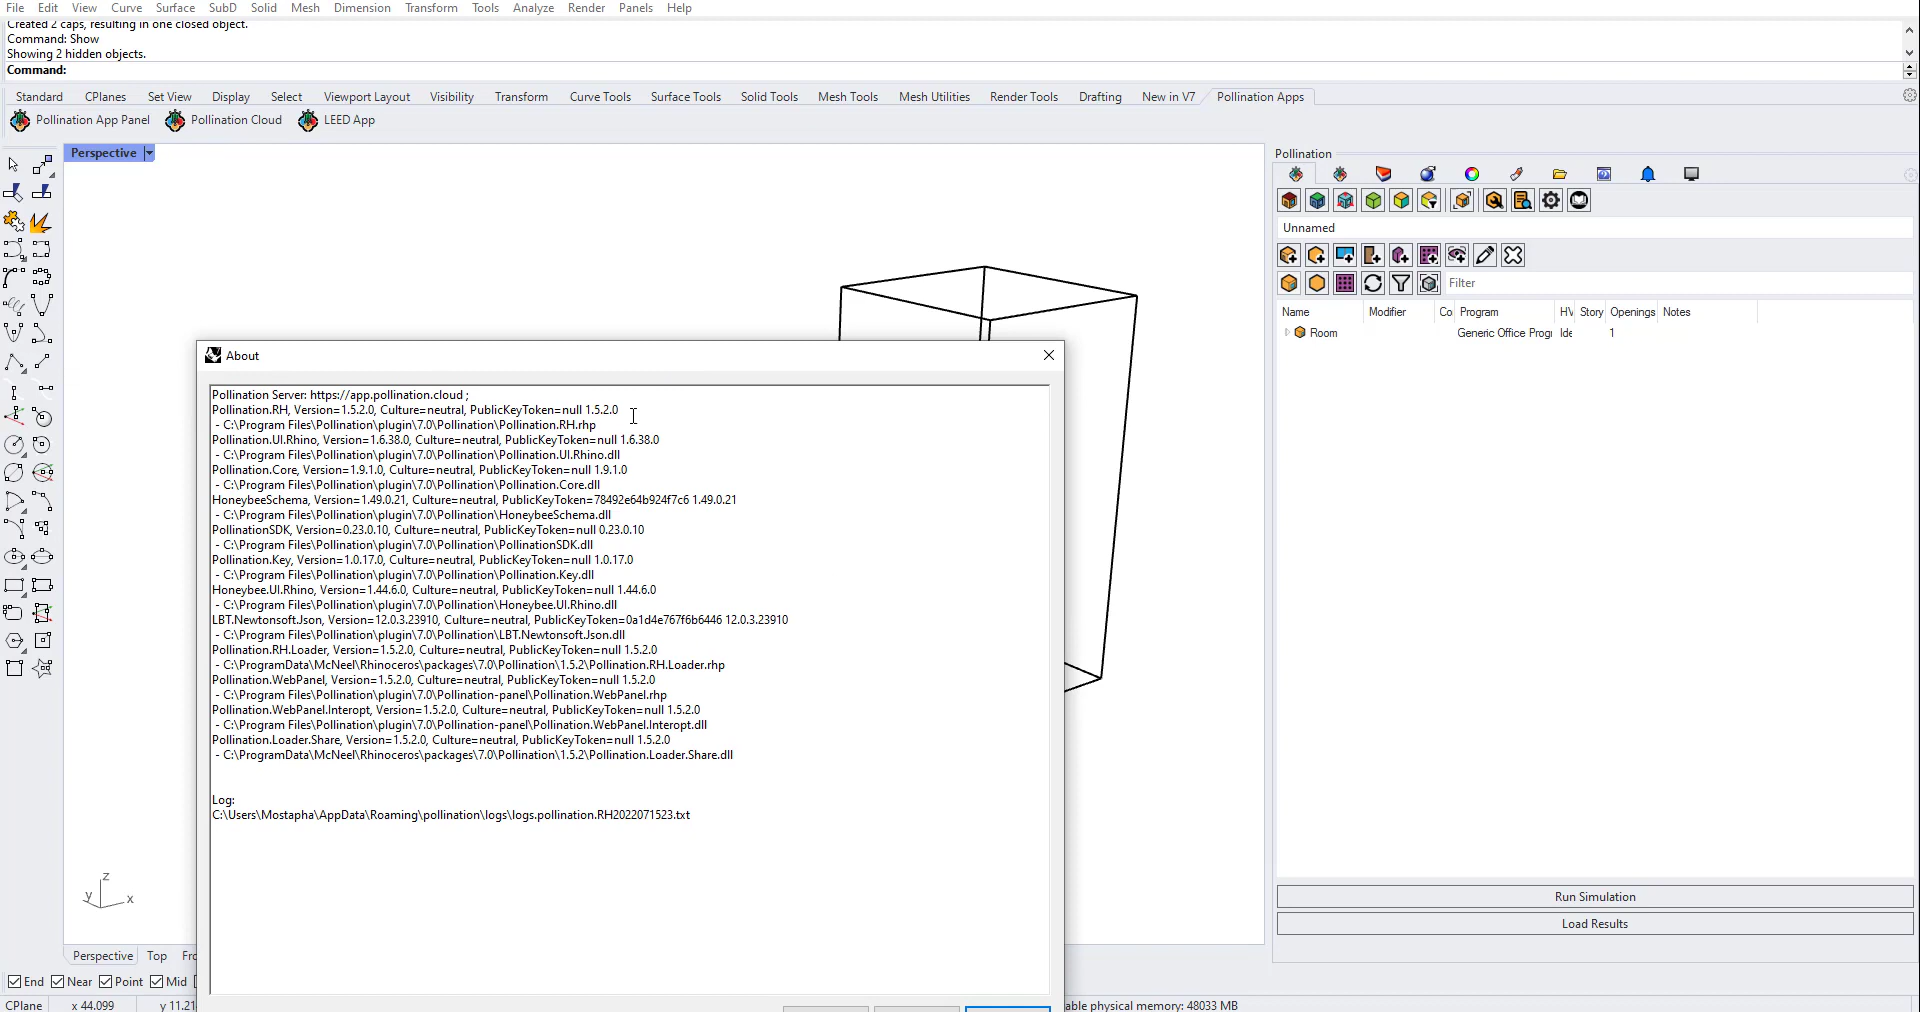 File Edit View Curve Surface SubD Solid Mesh Dimension Transform Tools Analyze Render Panels Help
Created 2 caps, resulting in one closed object.
Command: Show
Showing 2 hidden objects.
Command:
Standard CPlanes Set View Display Select Viewport Layout Visibility Transform Curve Tools Surface Tools Solid Tools Mesh Tools Mesh Utilities Render Tools Drafting New in V7 Pollination Apps
Pollination App Panel Pollination Cloud LEED App
Perspective
Pollination
Unnamed
Filter
Name Modifier Co Program HV Story Openings Notes
Room Generic Office Progr Ide 1
About
Pollination Server: https://app.pollination.cloud ;
Pollination.RH, Version=1.5.2.0, Culture=neutral, PublicKeyToken=null 1.5.2.0
- C:\Program Files\Pollination\plugin\7.0\Pollination\Pollination.RH.rhp
Pollination.UI.Rhino, Version=1.6.38.0, Culture=neutral, PublicKeyToken=null 1.6.38.0
- C:\Program Files\Pollination\plugin\7.0\Pollination\Pollination.UI.Rhino.dll
Pollination.Core, Version=1.9.1.0, Culture=neutral, PublicKeyToken=null 1.9.1.0
- C:\Program Files\Pollination\plugin\7.0\Pollination\Pollination.Core.dll
HoneybeeSchema, Version=1.49.0.21, Culture=neutral, PublicKeyToken=78492e64b924f7c6 1.49.0.21
- C:\Program Files\Pollination\plugin\7.0\Pollination\HoneybeeSchema.dll
PollinationSDK, Version=0.23.0.10, Culture=neutral, PublicKeyToken=null 0.23.0.10
- C:\Program Files\Pollination\plugin\7.0\Pollination\PollinationSDK.dll
Pollination.Key, Version=1.0.17.0, Culture=neutral, PublicKeyToken=null 1.0.17.0
- C:\Program Files\Pollination\plugin\7.0\Pollination\Pollination.Key.dll
Honeybee.UI.Rhino, Version=1.44.6.0, Culture=neutral, PublicKeyToken=null 1.44.6.0
- C:\Program Files\Pollination\plugin\7.0\Pollination\Honeybee.UI.Rhino.dll
LBT.Newtonsoft.Json, Version=12.0.3.23910, Culture=neutral, PublicKeyToken=0a1d4e767f6b6446 12.0.3.23910
- C:\Program Files\Pollination\plugin\7.0\Pollination\LBT.Newtonsoft.Json.dll
Pollination.RH.Loader, Version=1.5.2.0, Culture=neutral, PublicKeyToken=null 1.5.2.0
- C:\ProgramData\McNeel\Rhinoceros\packages\7.0\Pollination\1.5.2\Pollination.RH.Loader.rhp
Pollination.WebPanel, Version=1.5.2.0, Culture=neutral, PublicKeyToken=null 1.5.2.0
- C:\Program Files\Pollination\plugin\7.0\Pollination-panel\Pollination.WebPanel.rhp
Pollination.WebPanel.Interopt, Version=1.5.2.0, Culture=neutral, PublicKeyToken=null 1.5.2.0
- C:\Program Files\Pollination\plugin\7.0\Pollination-panel\Pollination.WebPanel.Interopt.dll
Pollination.Loader.Share, Version=1.5.2.0, Culture=neutral, PublicKeyToken=null 1.5.2.0
- C:\ProgramData\McNeel\Rhinoceros\packages\7.0\Pollination\1.5.2\Pollination.Loader.Share.dll
Log:
C:\Users\Mostapha\AppData\Roaming\pollination\logs\logs.pollination.RH2022071523.txt
Run Simulation
Load Results
z
y x
Perspective Top Fro
End Near Point Mid
CPlane x 44.099 y 11.21 able physical memory: 48033 MB